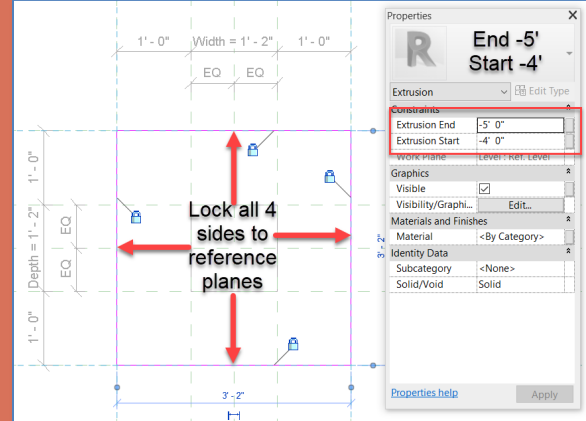 Properties
X
R
End -5'
Start -4'
Extrusion
Edit Type
Constraints
Extrusion End -5' 0"
Extrusion Start -4' 0"
Work Plane Level : Ref. Level
Graphics
Visible
Visibility/Graphi... Edit...
Materials and Finishes
Material <By Category>
Identity Data
Subcategory <None>
Solid/Void Solid
Properties help
Apply
1' - 0" Width = 1' - 2" 1' - 0"
EQ EQ
1' - 0"
Depth = 1' - 2"
EQ
EQ
1' - 0"
Lock all 4
sides to
reference
planes
3' - 2"
3' - 2"